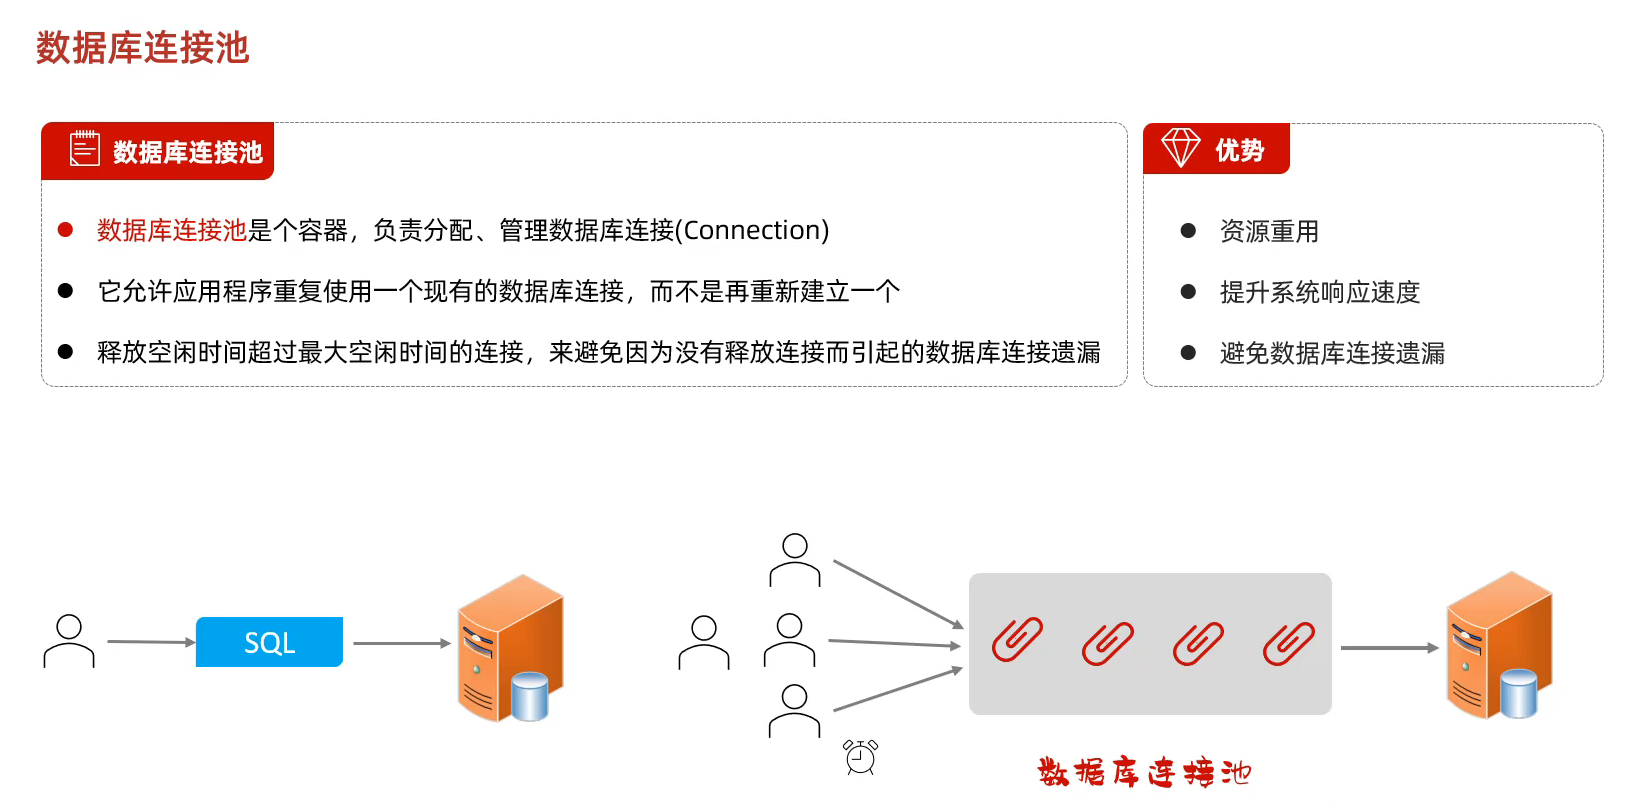 数据库连接池
数据库连接池
数据库连接池是个容器，负责分配、管理数据库连接(Connection)
它允许应用程序重复使用一个现有的数据库连接，而不是再重新建立一个
释放空闲时间超过最大空闲时间的连接，来避免因为没有释放连接而引起的数据库连接遗漏
优势
资源重用
提升系统响应速度
避免数据库连接遗漏
SQL
数据库连接池